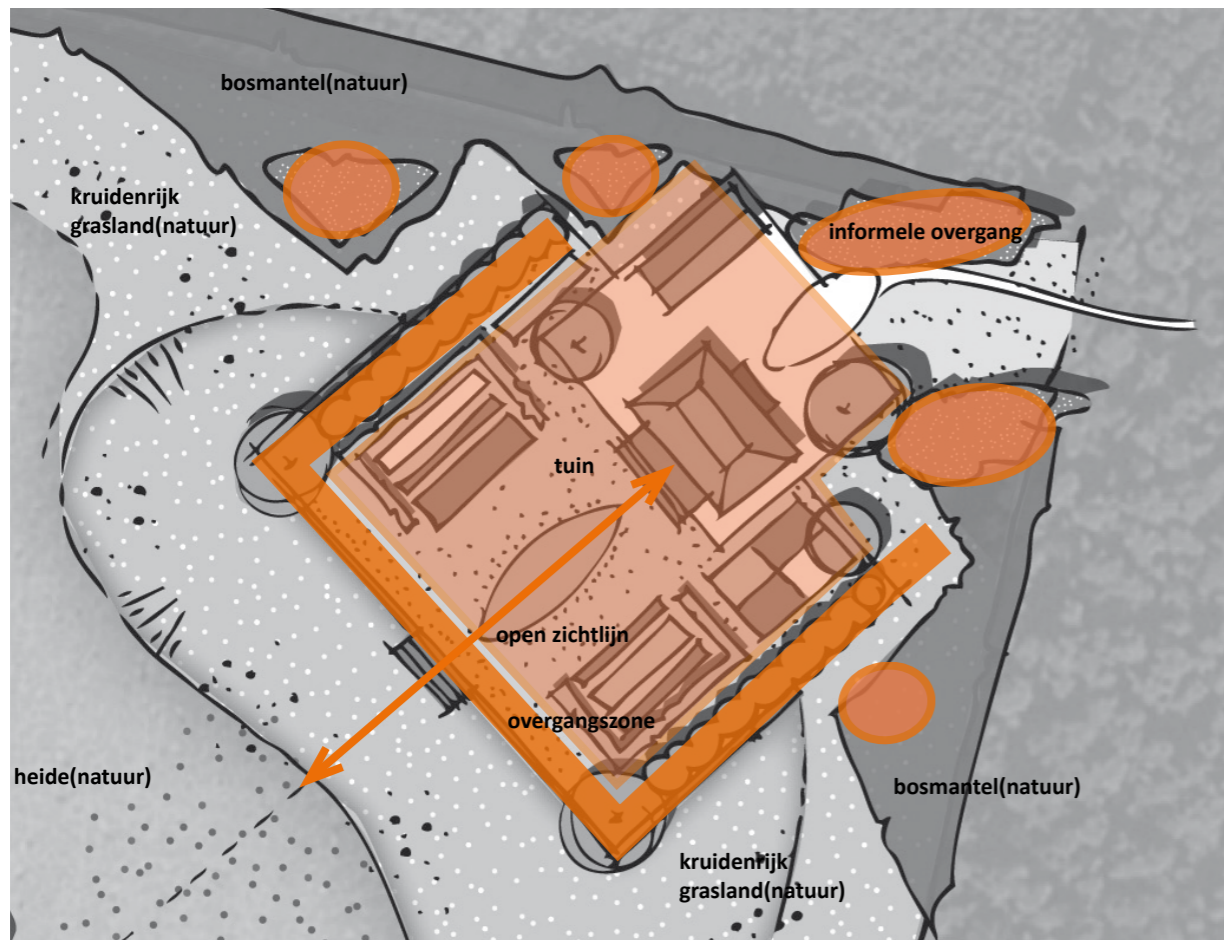 bosmantel(natuur)
kruidenrijk
grasland(natuur)
informele overgang
tuin
open zichtlijn
overgangszone
heide(natuur)
bosmantel(natuur)
kruidenrijk
grasland(natuur)